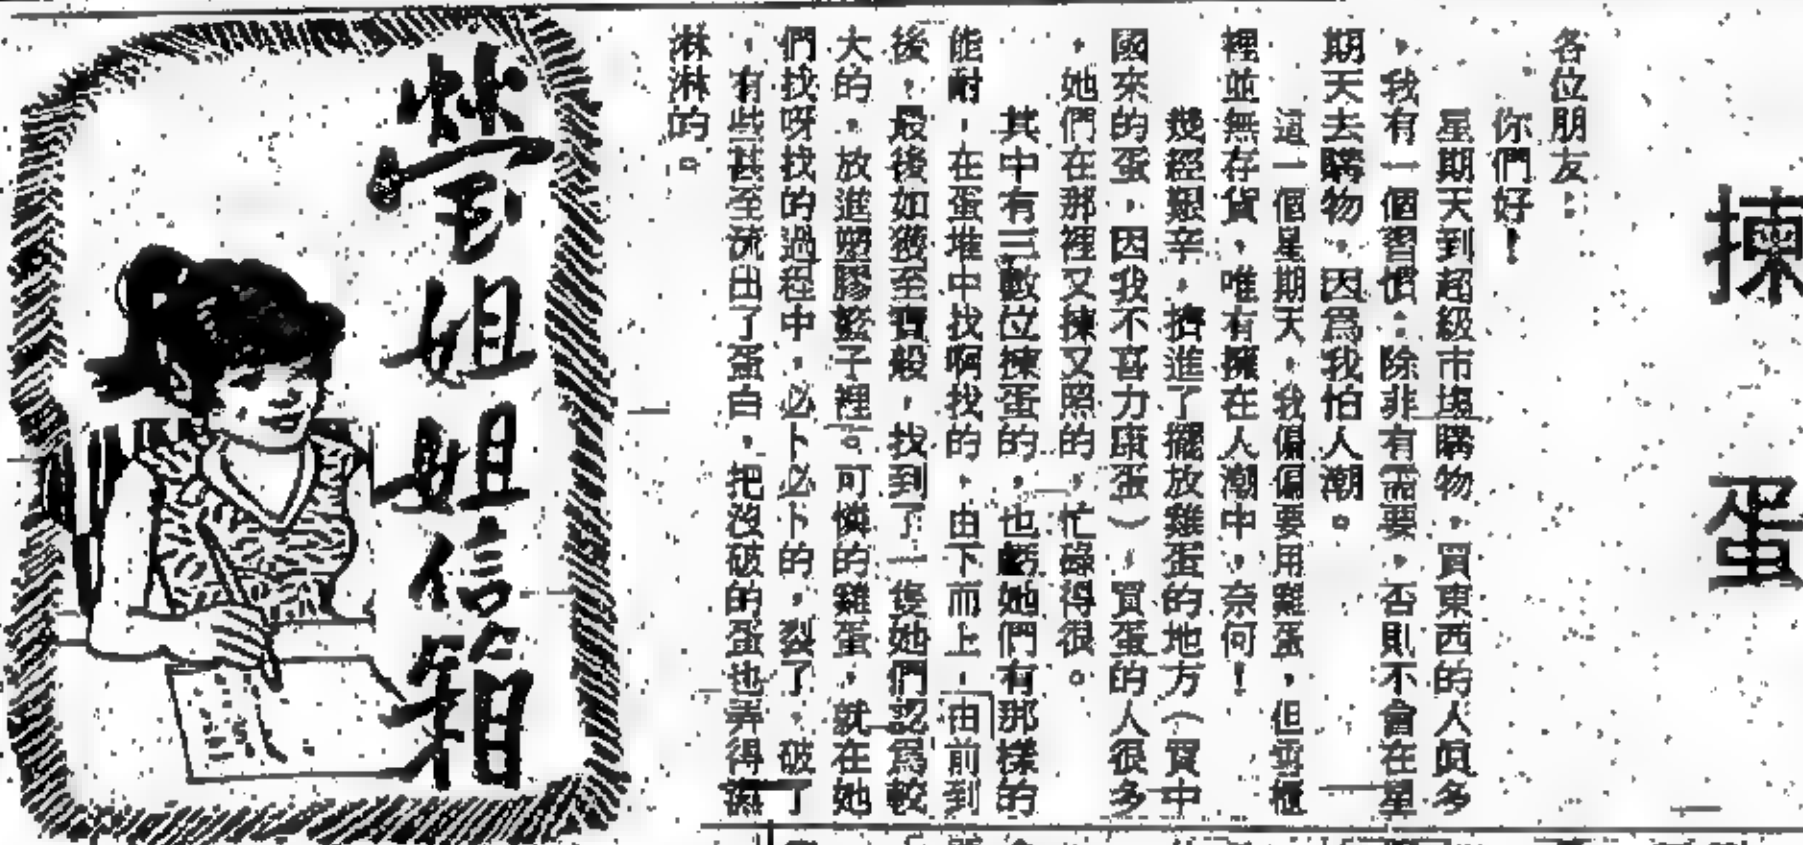 揀蛋
各位朋友：
你們好！
星期天到超級市場購物，買東西的人眞多
，我有一個習慣：除非有需要，否則不會在星
期天去購物，因爲我怕人潮。
這一個星期天，我偏偏要用雞蛋，但雪櫃
裡並無存貨，唯有擁在人潮中，奈何！
幾經艱辛，擠進了擺放雞蛋的地方（買中
國來的蛋，因我不喜力康蛋），買蛋的人很多
，她們在那裡又揀又照的，忙碌得很。
其中有三數位揀蛋的，也虧她們有那樣的
能耐，在蛋堆中找啊找的，由下而上，由前到
後，最後如獲至寶般，找到了一隻她們認爲較
大的，放進塑膠籃子裡。可憐的雞蛋，就在她
們找呀找的過程中，必卜必卜的，裂了，破了
，有些甚至流出了蛋白，把沒破的蛋也弄得濕
淋淋的。
瑩姐姐信箱